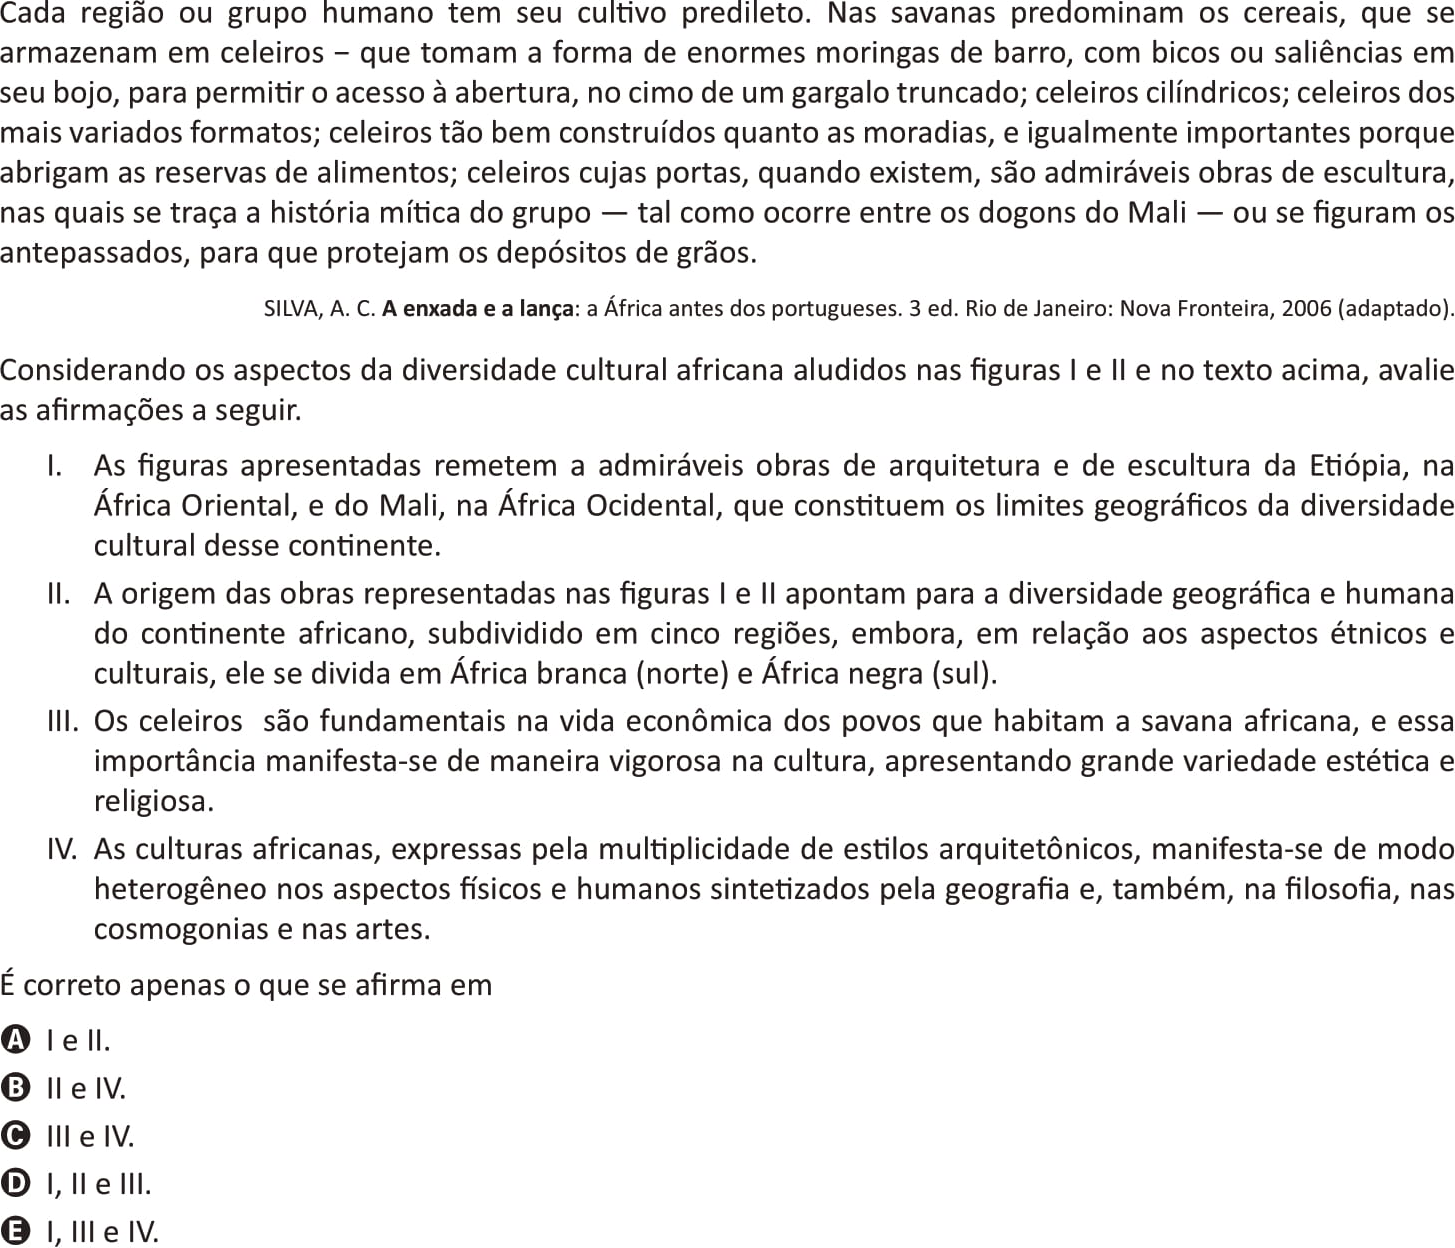 Cada região ou grupo humano tem seu cultivo predileto. Nas savanas predominam os cereais, que se
armazenam em celeiros − que tomam a forma de enormes moringas de barro, com bicos ou saliências em
seu bojo, para permitir o acesso à abertura, no cimo de um gargalo truncado; celeiros cilíndricos; celeiros dos
mais variados formatos; celeiros tão bem construídos quanto as moradias, e igualmente importantes porque
abrigam as reservas de alimentos; celeiros cujas portas, quando existem, são admiráveis obras de escultura,
nas quais se traça a história mítica do grupo — tal como ocorre entre os dogons do Mali — ou se figuram os
antepassados, para que protejam os depósitos de grãos.
SILVA, A. C. A enxada e a lança: a África antes dos portugueses. 3 ed. Rio de Janeiro: Nova Fronteira, 2006 (adaptado).
Considerando os aspectos da diversidade cultural africana aludidos nas figuras I e II e no texto acima, avalie
as afirmações a seguir.
I. As figuras apresentadas remetem a admiráveis obras de arquitetura e de escultura da Etiópia, na
África Oriental, e do Mali, na África Ocidental, que constituem os limites geográficos da diversidade
cultural desse continente.
II. A origem das obras representadas nas figuras I e II apontam para a diversidade geográfica e humana
do continente africano, subdividido em cinco regiões, embora, em relação aos aspectos étnicos e
culturais, ele se divida em África branca (norte) e África negra (sul).
III. Os celeiros são fundamentais na vida econômica dos povos que habitam a savana africana, e essa
importância manifesta-se de maneira vigorosa na cultura, apresentando grande variedade estética e
religiosa.
IV. As culturas africanas, expressas pela multiplicidade de estilos arquitetônicos, manifesta-se de modo
heterogêneo nos aspectos físicos e humanos sintetizados pela geografia e, também, na filosofia, nas
cosmogonias e nas artes.
É correto apenas o que se afirma em
A I e II.
B II e IV.
C III e IV.
D I, II e III.
E I, III e IV.